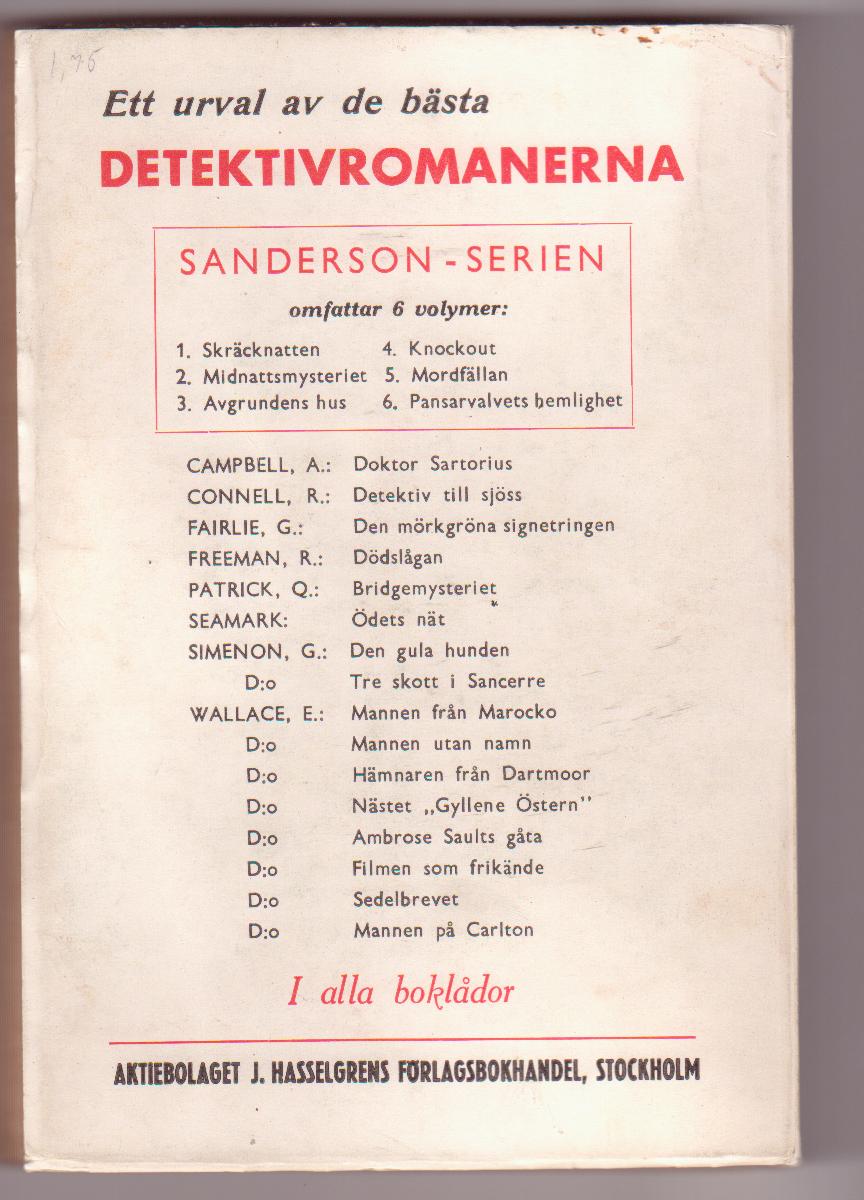 1,75
Ett urval av de bästa
DETEKTIVROMANERNA
SANDERSON - SERIEN
omfattar 6 volymer:
1. Skräcknatten 4. Knockout
2. Midnattsmysteriet 5. Mordfällan
3. Avgrundens hus 6. Pansarvalvets hemlighet
CAMPBELL, A.: Doktor Sartorius
CONNELL, R.: Detektiv till sjöss
FAIRLIE, G.: Den mörkgröna signetringen
FREEMAN, R.: Dödslågan
PATRICK, Q.: Bridgemysteriet
SEAMARK: Ödets nät
SIMENON, G.: Den gula hunden
D:o Tre skott i Sancerre
WALLACE, E.: Mannen från Marocko
D:o Mannen utan namn
D:o Hämnaren från Dartmoor
D:o Nästet „Gyllene Östern”
D:o Ambrose Saults gåta
D:o Filmen som frikände
D:o Sedelbrevet
D:o Mannen på Carlton
I alla boklådor
AKTIEBOLAGET J. HASSELGRENS FÖRLAGSBOKHANDEL, STOCKHOLM